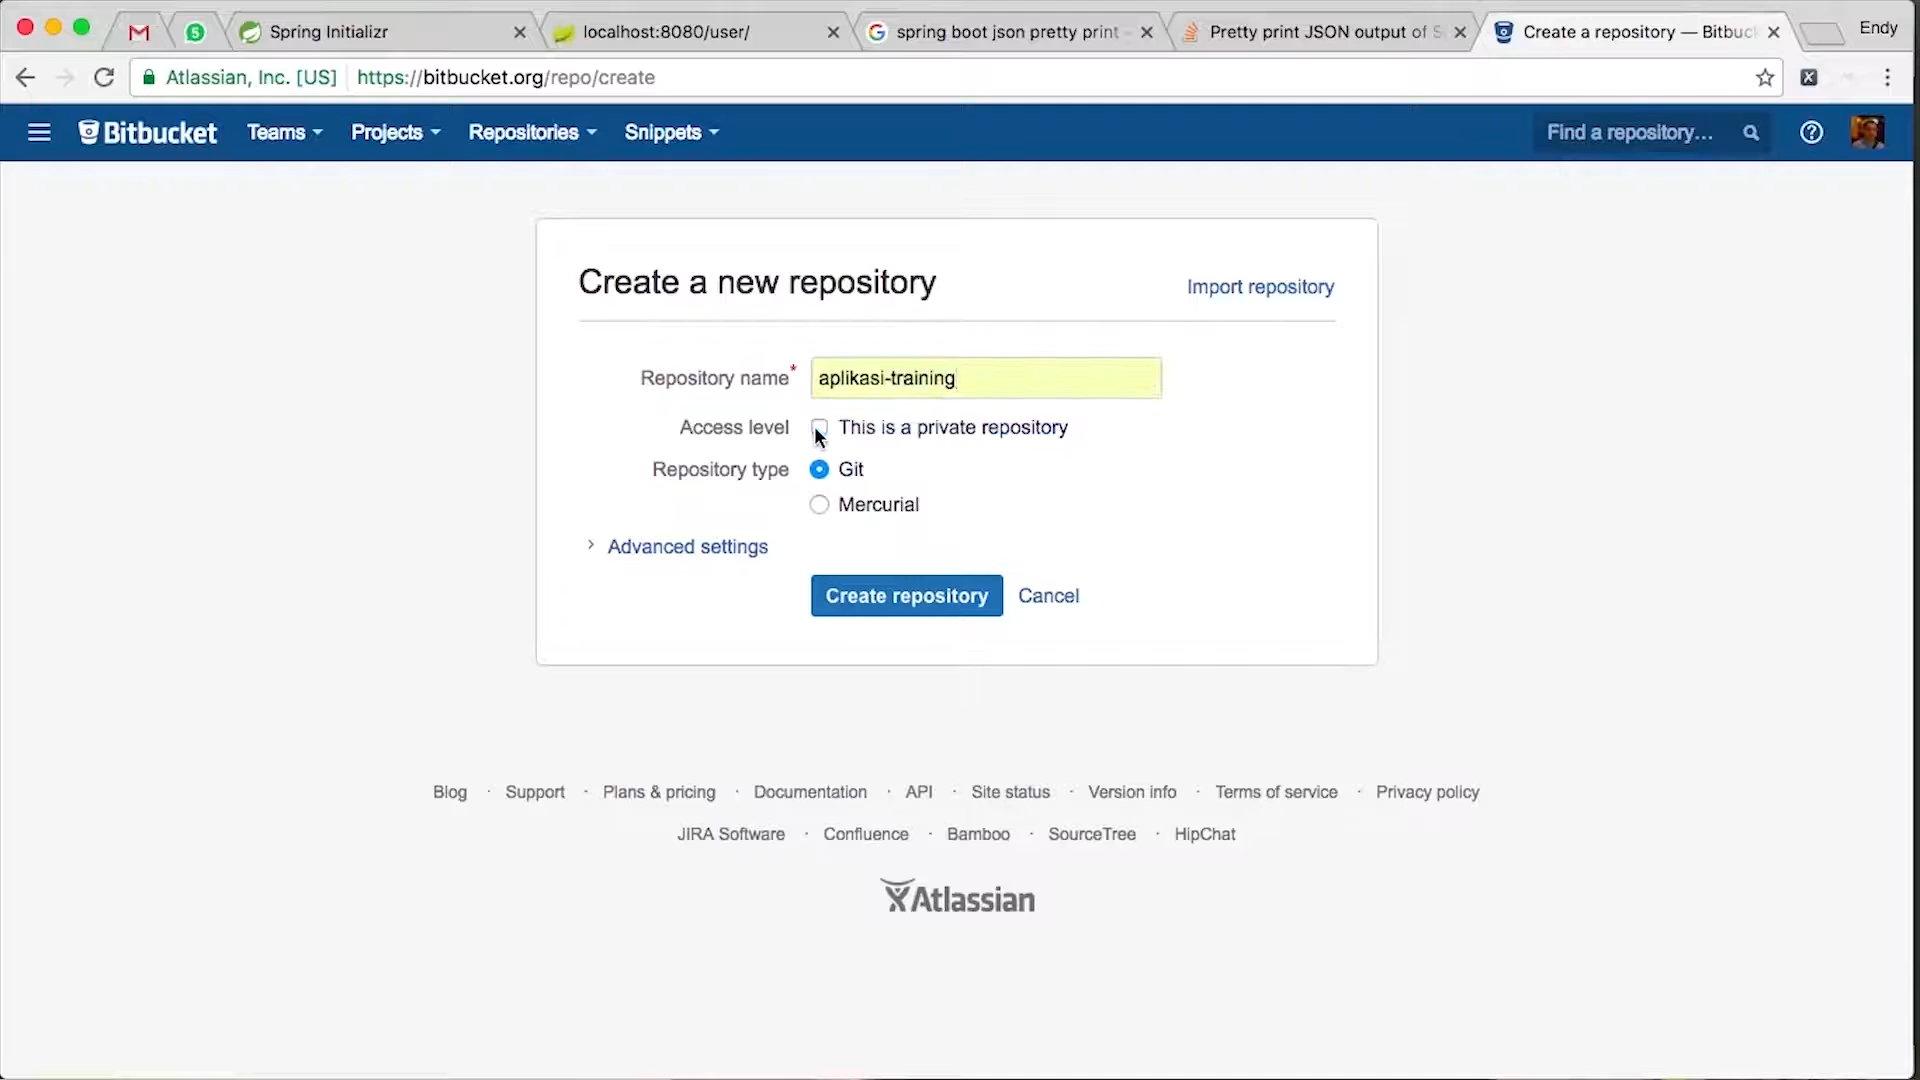 Spring Initializr
localhost:8080/user/
spring boot json pretty print
Pretty print JSON output of S
Create a repository — Bitbuc
Endy
5
Atlassian, Inc. [US]
https://bitbucket.org/repo/create
Bitbucket
Teams
Projects
Repositories
Snippets
Find a repository...
Create a new repository
Import repository
Repository name*
aplikasi-training
Access level
This is a private repository
Repository type
Git
Mercurial
Advanced settings
Create repository
Cancel
Blog · Support · Plans & pricing · Documentation · API · Site status · Version info · Terms of service · Privacy policy
JIRA Software · Confluence · Bamboo · SourceTree · HipChat
Atlassian